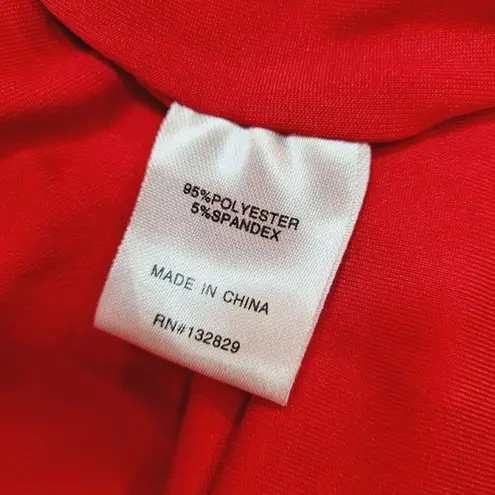 95%POLYESTER
5%SPANDEX
MADE IN CHINA
RN#132829